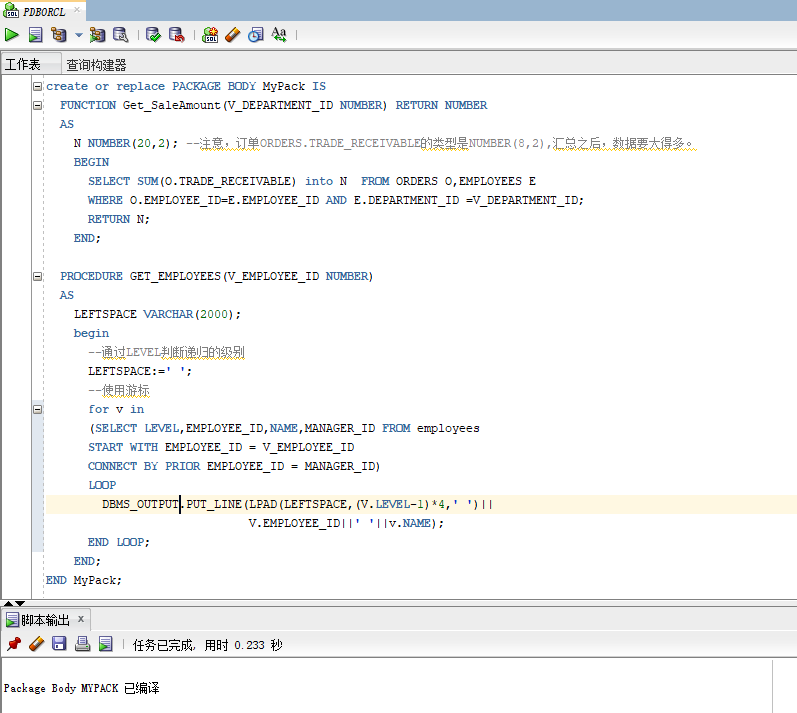 PDBORCL
工作表 查询构建器
create or replace PACKAGE BODY MyPack IS
FUNCTION Get_SaleAmount(V_DEPARTMENT_ID NUMBER) RETURN NUMBER
AS
N NUMBER(20,2); --注意，订单ORDERS.TRADE_RECEIVABLE的类型是NUMBER(8,2),汇总之后，数据要大得多。
BEGIN
SELECT SUM(O.TRADE_RECEIVABLE) into N  FROM ORDERS O,EMPLOYEES E
WHERE O.EMPLOYEE_ID=E.EMPLOYEE_ID AND E.DEPARTMENT_ID =V_DEPARTMENT_ID;
RETURN N;
END;
PROCEDURE GET_EMPLOYEES(V_EMPLOYEE_ID NUMBER)
AS
LEFTSPACE VARCHAR(2000);
begin
--通过LEVEL判断递归的级别
LEFTSPACE:=' ';
--使用游标
for v in
(SELECT LEVEL,EMPLOYEE_ID,NAME,MANAGER_ID FROM employees
START WITH EMPLOYEE_ID = V_EMPLOYEE_ID
CONNECT BY PRIOR EMPLOYEE_ID = MANAGER_ID)
LOOP
DBMS_OUTPUT.PUT_LINE(LPAD(LEFTSPACE,(V.LEVEL-1)*4,' ')||
V.EMPLOYEE_ID||' '||v.NAME);
END LOOP;
END;
END MyPack;
脚本输出 x
任务已完成, 用时 0.233 秒
Package Body MYPACK 已编译